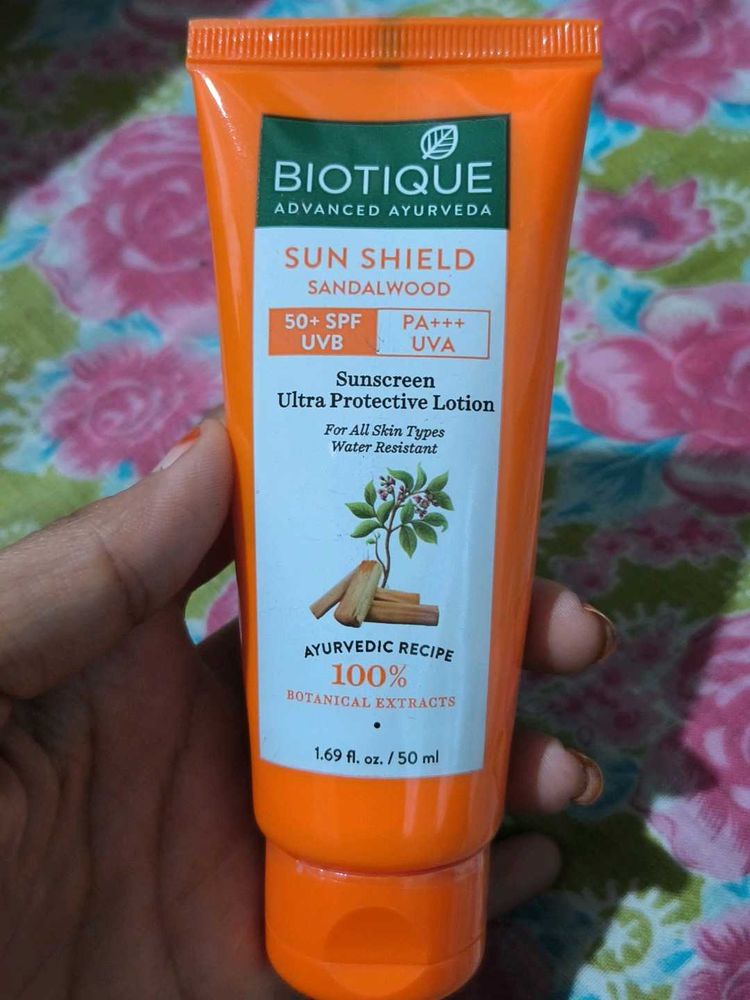 BIOTIQUE
ADVANCED AYURVEDA
SUN SHIELD
SANDALWOOD
50+ SPF UVB
PA+++ UVA
Sunscreen
Ultra Protective Lotion
For All Skin Types
Water Resistant
AYURVEDIC RECIPE
100%
BOTANICAL EXTRACTS
1.69 fl. oz. / 50 ml